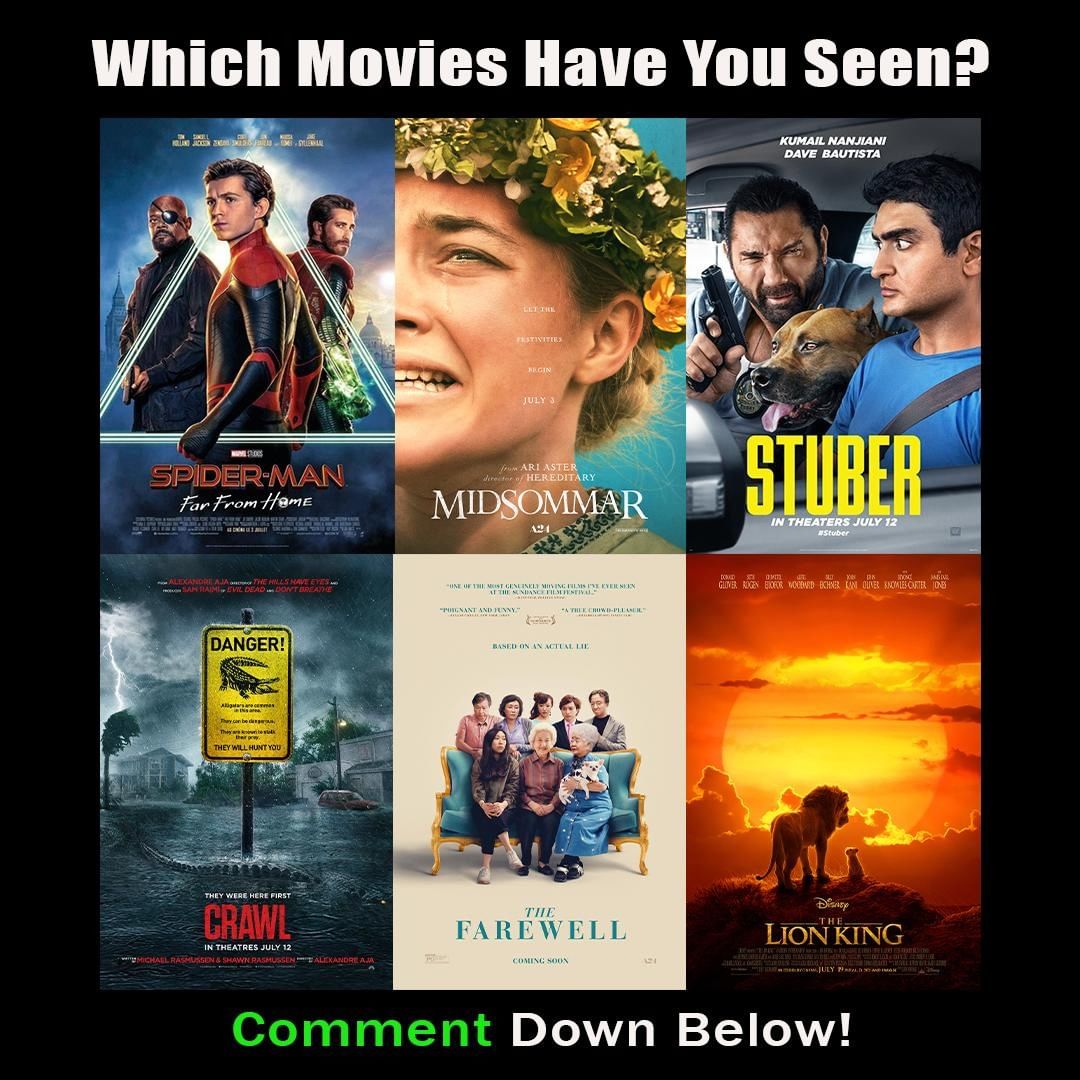 Which Movies Have You Seen?
TOM HOLLAND SAMUEL L. JACKSON ZENDAYA COBIE SMULDERS JON FAVREAU MARISA TOMEI JAKE GYLLENHAAL
MARVEL STUDIOS
SPIDER-MAN
Far From Home
LET THE
FESTIVITIES
BEGIN
JULY 3
from ARI ASTER
director of HEREDITARY
MIDSOMMAR
A24
KUMAIL NANJIANI
DAVE BAUTISTA
STUBER
IN THEATERS JULY 12
#Stuber
FROM ALEXANDRE AJA DIRECTOR OF THE HILLS HAVE EYES AND
PRODUCER SAM RAIMI OF EVIL DEAD AND DON'T BREATHE
DANGER!
Alligators are common
in this area.
They can be dangerous.
They are known to stalk
their prey.
THEY WILL HUNT YOU
THEY WERE HERE FIRST
CRAWL
IN THEATRES JULY 12
WRITTEN BY MICHAEL RASMUSSEN & SHAWN RASMUSSEN DIRECTED BY ALEXANDRE AJA
"ONE OF THE MOST GENUINELY MOVING FILMS I'VE EVER SEEN
AT THE SUNDANCE FILM FESTIVAL."
"POIGNANT AND FUNNY."
"A TRUE CROWD-PLEASER."
BASED ON AN ACTUAL LIE
THE
FAREWELL
COMING SOON
A24
DONALD GLOVER SETH ROGEN CHIWETEL EJIOFOR ALFRE WOODARD BILLY EICHNER JOHN KANI JOHN OLIVER BEYONCÉ KNOWLES-CARTER JAMES EARL JONES
Disney
THE
LION KING
JULY 19
Comment Down Below!